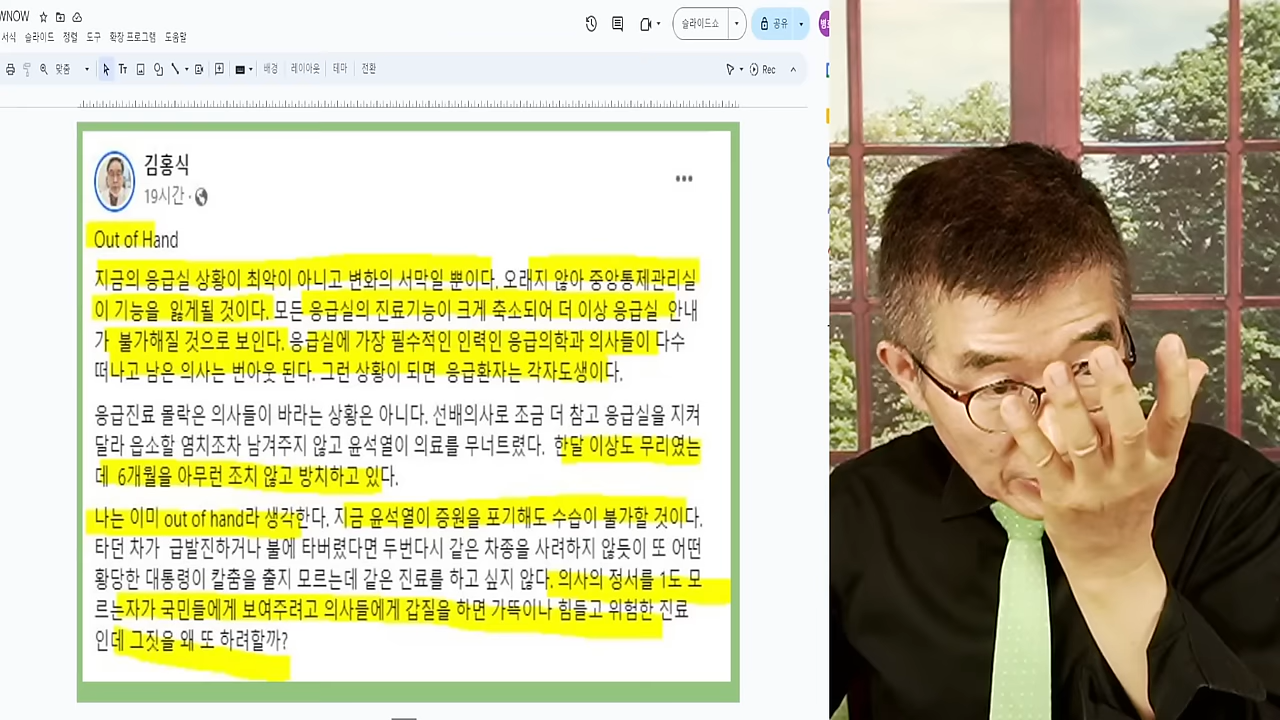 WNOW
서식 슬라이드 정렬 도구 확장 프로그램 도움말
슬라이드쇼
공유
맞춤
배경 레이아웃 테마 전환
Rec
김홍식
19시간
Out of Hand
지금의 응급실 상황이 최악이 아니고 변화의 서막일 뿐이다. 오래지 않아 중앙통제관리실
이 기능을 잃게될 것이다. 모든 응급실의 진료기능이 크게 축소되어 더 이상 응급실 안내
가 불가해질 것으로 보인다. 응급실에 가장 필수적인 인력인 응급의학과 의사들이 다수
떠나고 남은 의사는 번아웃 된다. 그런 상황이 되면 응급환자는 각자도생이다.
응급진료 몰락은 의사들이 바라는 상황은 아니다. 선배의사로 조금 더 참고 응급실을 지켜
달라 읍소할 염치조차 남겨주지 않고 윤석열이 의료를 무너트렸다. 한달 이상도 무리였는
데 6개월을 아무런 조치 않고 방치하고 있다.
나는 이미 out of hand라 생각한다. 지금 윤석열이 증원을 포기해도 수습이 불가할 것이다.
타던 차가 급발진하거나 불에 타버렸다면 두번다시 같은 차종을 사려하지 않듯이 또 어떤
황당한 대통령이 칼춤을 출지 모르는데 같은 진료를 하고 싶지 않다. 의사의 정서를 1도 모
르는자가 국민들에게 보여주려고 의사들에게 갑질을 하면 가뜩이나 힘들고 위험한 진료
인데 그짓을 왜 또 하려할까?